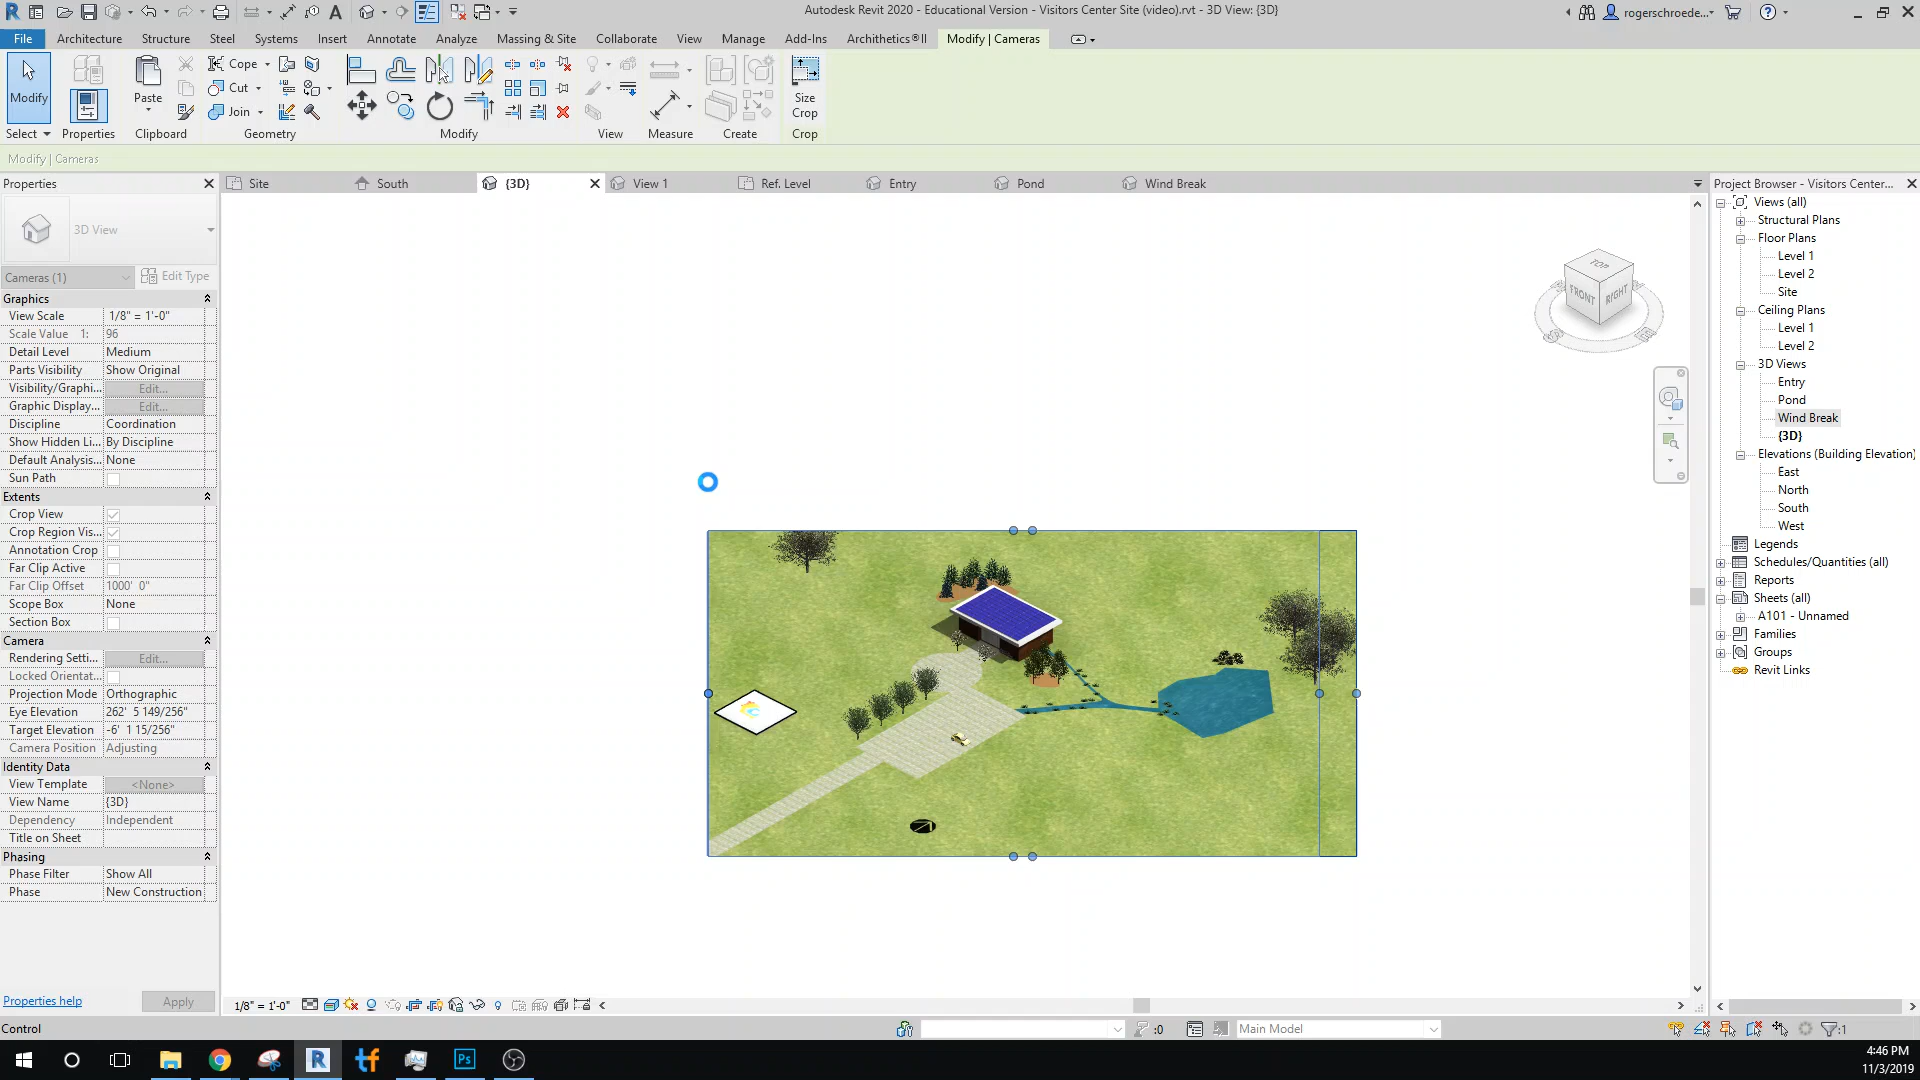 Autodesk Revit 2020 - Educational Version - Visitors Center Site (video).rvt - 3D View: {3D}
rogerschroede...
File
Architecture
Structure
Steel
Systems
Insert
Annotate
Analyze
Massing & Site
Collaborate
View
Manage
Add-Ins
Archithetics®II
Modify | Cameras
Modify
Paste
Cope
Cut
Join
Size
Crop
Select
Properties
Clipboard
Geometry
Modify
View
Measure
Create
Crop
Modify | Cameras
Properties
Site
South
{3D}
View 1
Ref. Level
Entry
Pond
Wind Break
Project Browser - Visitors Center...
3D View
Cameras (1)
Edit Type
Graphics
View Scale 1/8" = 1'-0"
Scale Value 1: 96
Detail Level Medium
Parts Visibility Show Original
Visibility/Graphi... Edit...
Graphic Display... Edit...
Discipline Coordination
Show Hidden Li... By Discipline
Default Analysis... None
Sun Path
Extents
Crop View
Crop Region Vis...
Annotation Crop
Far Clip Active
Far Clip Offset 1000' 0"
Scope Box None
Section Box
Camera
Rendering Setti... Edit...
Locked Orientat...
Projection Mode Orthographic
Eye Elevation 262' 5 149/256"
Target Elevation -6' 1 15/256"
Camera Position Adjusting
Identity Data
View Template <None>
View Name {3D}
Dependency Independent
Title on Sheet
Phasing
Phase Filter Show All
Phase New Construction
Properties help
Apply
TOP
FRONT
RIGHT
S
E
Views (all)
Structural Plans
Floor Plans
Level 1
Level 2
Site
Ceiling Plans
Level 1
Level 2
3D Views
Entry
Pond
Wind Break
{3D}
Elevations (Building Elevation)
East
North
South
West
Legends
Schedules/Quantities (all)
Reports
Sheets (all)
A101 - Unnamed
Families
Groups
Revit Links
1/8" = 1'-0"
Control
:0
Main Model
:1
Ps
4:46 PM
11/3/2019